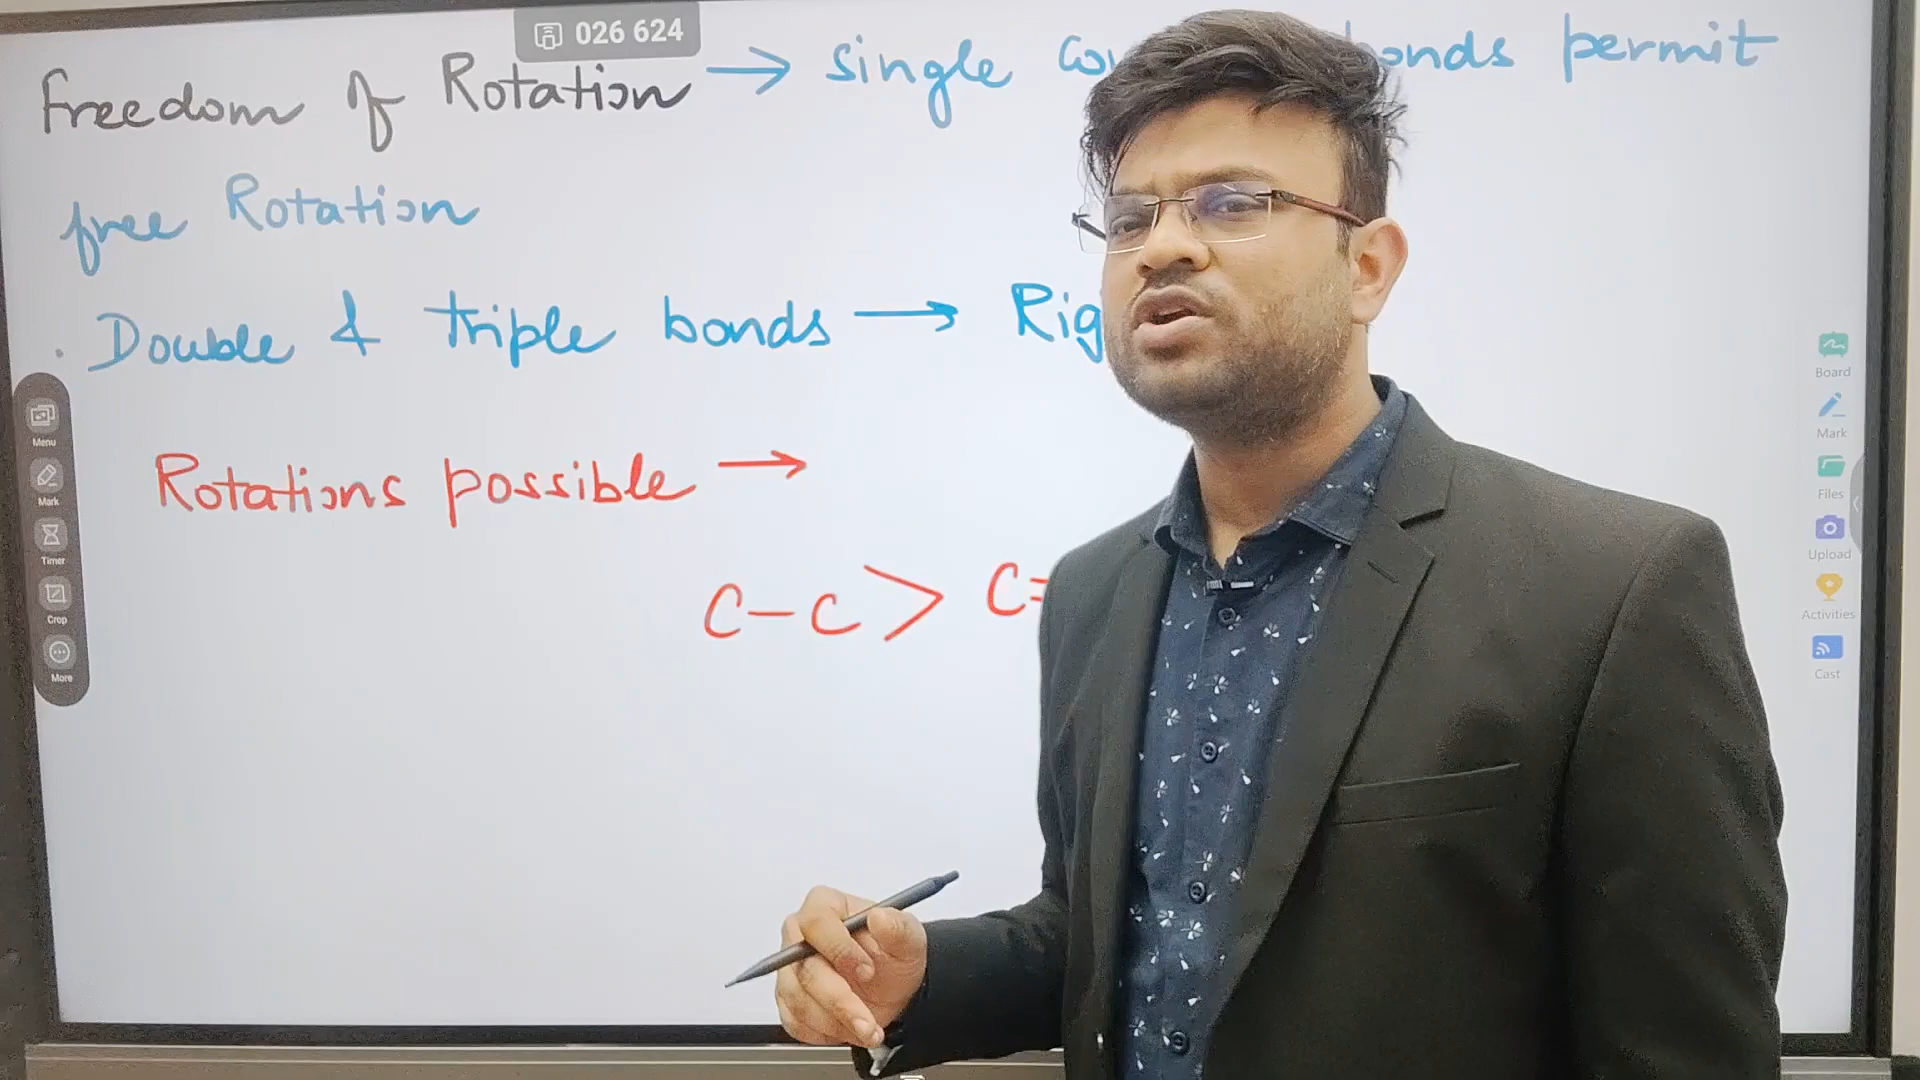 026 624
Freedom of Rotation → single bonds permit
free Rotation
. Double & triple bonds →
Rotations possible →
C-C > C=
Menu
Mark
Timer
Crop
More
Board
Mark
Files
Upload
Activities
Cast